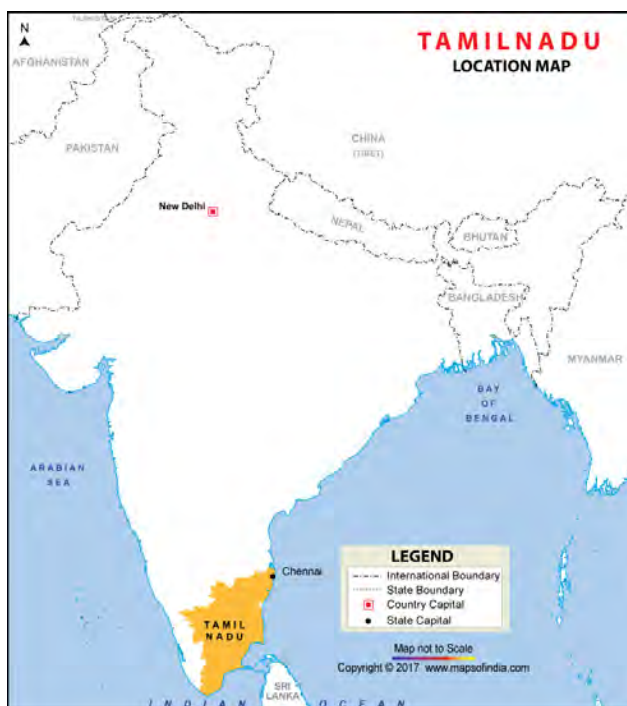 TAJIKISTAN
N
TAMILNADU
LOCATION MAP
AFGHANISTAN
CHINA
(TIBET)
PAKISTAN
New Delhi
NEPAL
BHUTAN
BANGLADESH
MYANMAR
BAY
OF
BENGAL
ARABIAN
SEA
LEGEND
International Boundary
State Boundary
Country Capital
State Capital
Chennai
TAMIL
NADU
Map not to Scale
Copyright © 2017 www.mapsofindia.com
SRI
LANKA
INDIAN OCEAN